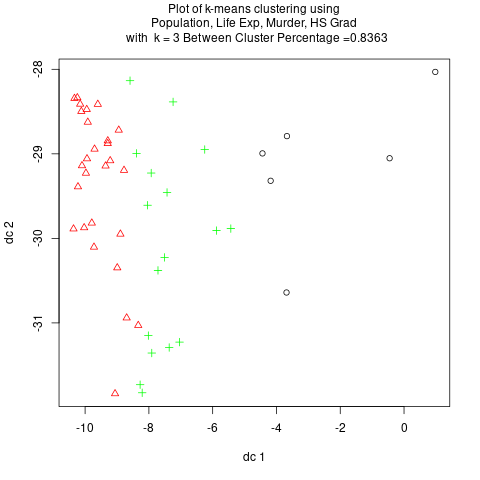 Plot of k-means clustering using
Population, Life Exp, Murder, HS Grad
with k = 3 Between Cluster Percentage =0.8363
-28
-29
-30
-31
dc 2
-10 -8 -6 -4 -2 0
dc 1